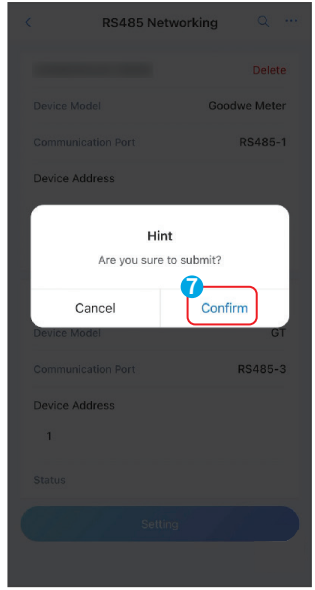 RS485 Networking
Delete
Device Model Goodwe Meter
Communication Port RS485-1
Device Address
Hint
Are you sure to submit?
7
Cancel Confirm
Device Model GT
Communication Port RS485-3
Device Address
1
Status
Setting